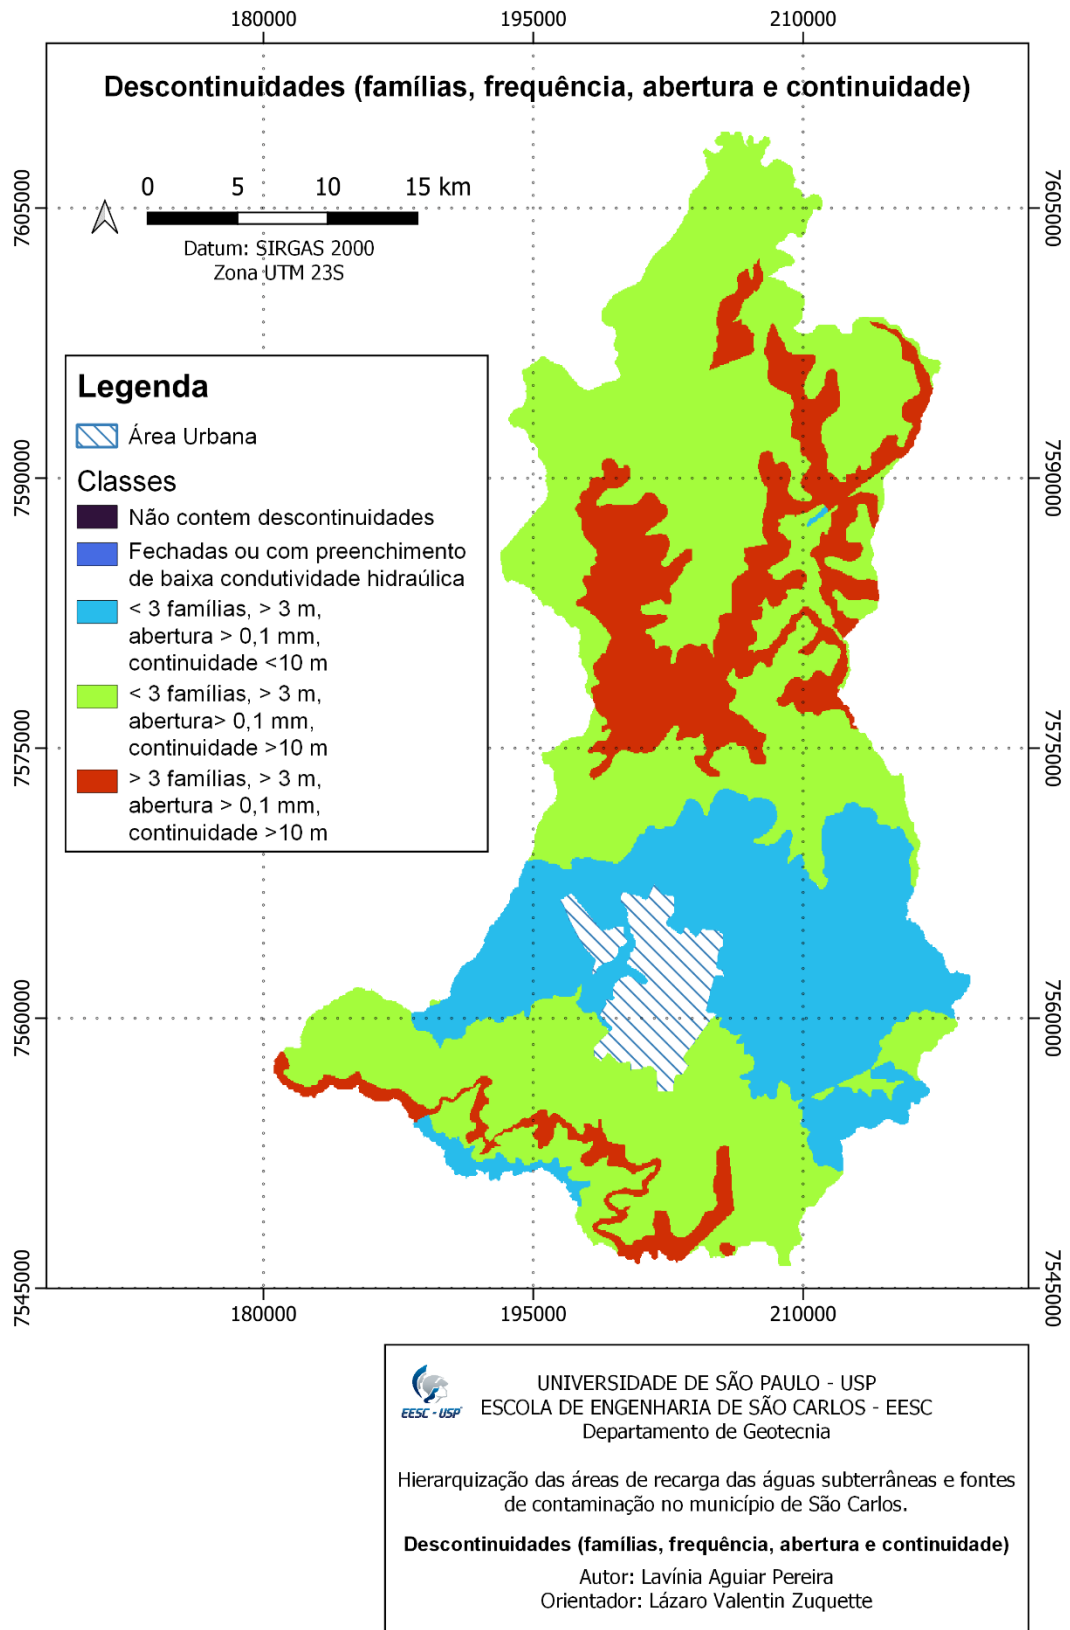 180000 195000 210000
Descontinuidades (famílias, frequência, abertura e continuidade)
0 5 10 15 km
Datum: SIRGAS 2000
Zona UTM 23S
7605000 7605000
Legenda
Área Urbana
Classes
Não contem descontinuidades
Fechadas ou com preenchimento
de baixa condutividade hidraúlica
< 3 famílias, > 3 m,
abertura > 0,1 mm,
continuidade <10 m
< 3 famílias, > 3 m,
abertura> 0,1 mm,
continuidade >10 m
> 3 famílias, > 3 m,
abertura > 0,1 mm,
continuidade >10 m
7590000 7590000
7575000 7575000
7560000 7560000
7545000 7545000
180000 195000 210000
EESC - USP
UNIVERSIDADE DE SÃO PAULO - USP
ESCOLA DE ENGENHARIA DE SÃO CARLOS - EESC
Departamento de Geotecnia
Hierarquização das áreas de recarga das águas subterrâneas e fontes
de contaminação no município de São Carlos.
Descontinuidades (famílias, frequência, abertura e continuidade)
Autor: Lavínia Aguiar Pereira
Orientador: Lázaro Valentin Zuquette